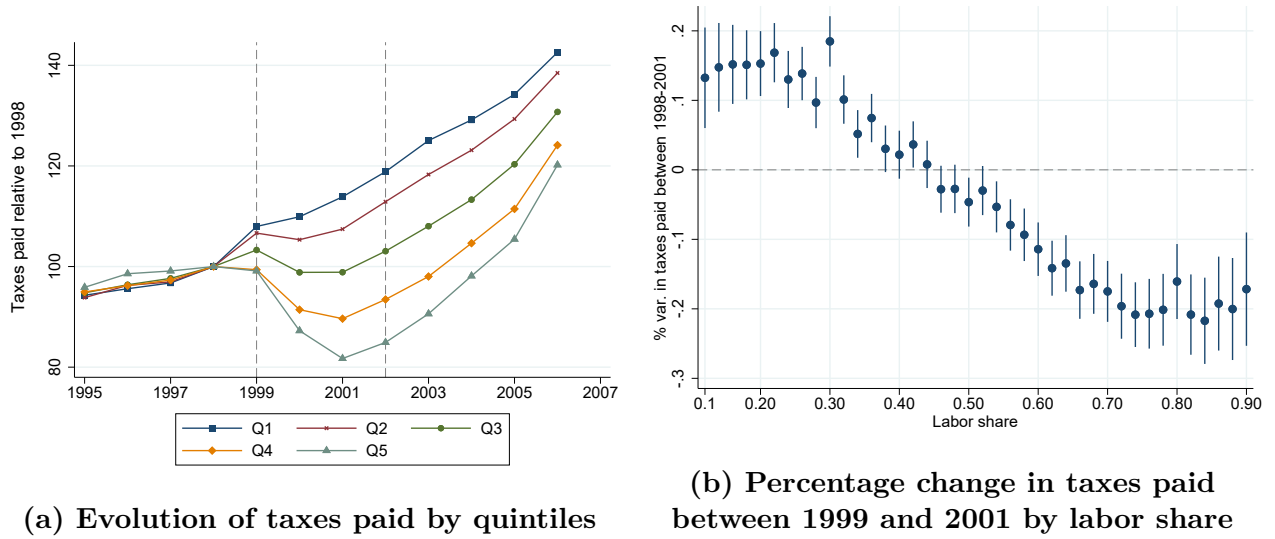 Taxes paid relative to 1998
140
120
100
80
1995
1997
1999
2001
2003
2005
2007
Q1
Q2
Q3
Q4
Q5
(a) Evolution of taxes paid by quintiles
% var. in taxes paid between 1998-2001
.2
.1
0
-.1
-.2
-.3
0.1
0.20
0.30
0.40
0.50
0.60
0.70
0.80
0.90
Labor share
(b) Percentage change in taxes paid
between 1999 and 2001 by labor share